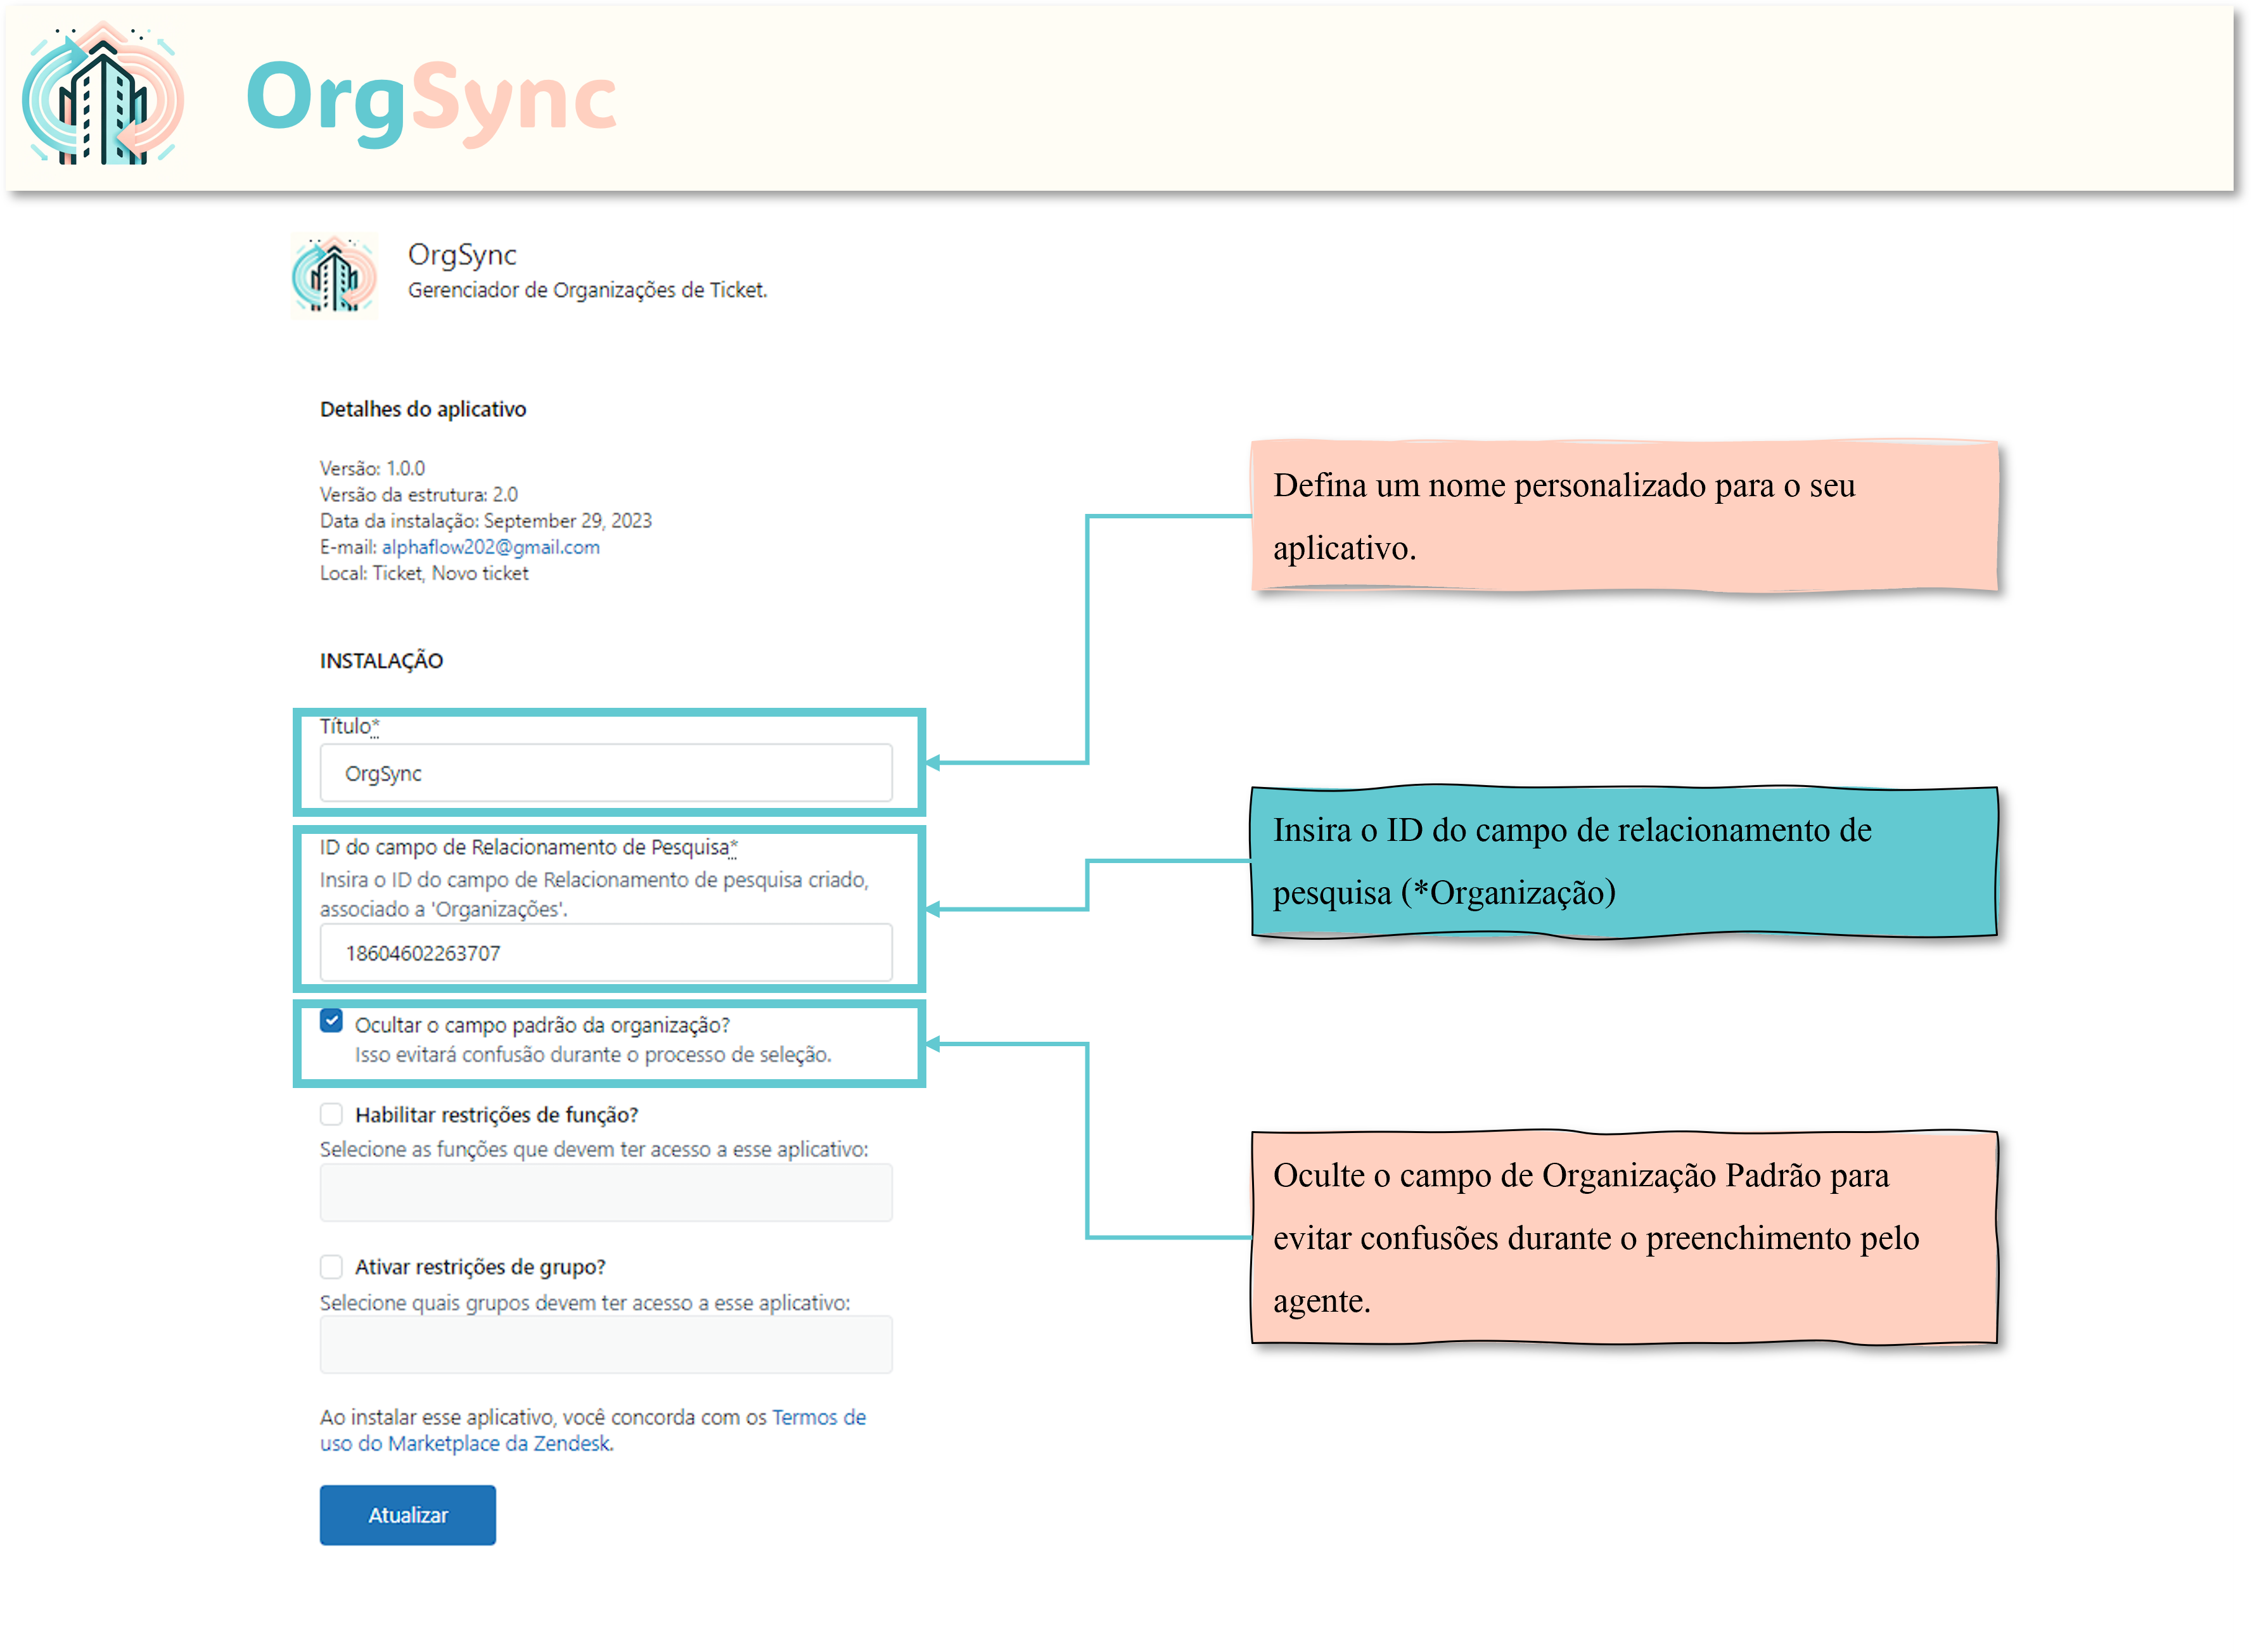 OrgSync
OrgSync
Gerenciador de Organizações de Ticket.
Detalhes do aplicativo
Versão: 1.0.0
Versão da estrutura: 2.0
Data da instalação: September 29, 2023
E-mail: alphaflow202@gmail.com
Local: Ticket, Novo ticket
INSTALAÇÃO
Título*
OrgSync
ID do campo de Relacionamento de Pesquisa*
Insira o ID do campo de Relacionamento de pesquisa criado,
associado a 'Organizações'.
18604602263707
Ocultar o campo padrão da organização?
Isso evitará confusão durante o processo de seleção.
Habilitar restrições de função?
Selecione as funções que devem ter acesso a esse aplicativo:
Ativar restrições de grupo?
Selecione quais grupos devem ter acesso a esse aplicativo:
Ao instalar esse aplicativo, você concorda com os Termos de
uso do Marketplace da Zendesk.
Atualizar
Defina um nome personalizado para o seu
aplicativo.
Insira o ID do campo de relacionamento de
pesquisa (*Organização)
Oculte o campo de Organização Padrão para
evitar confusões durante o preenchimento pelo
agente.